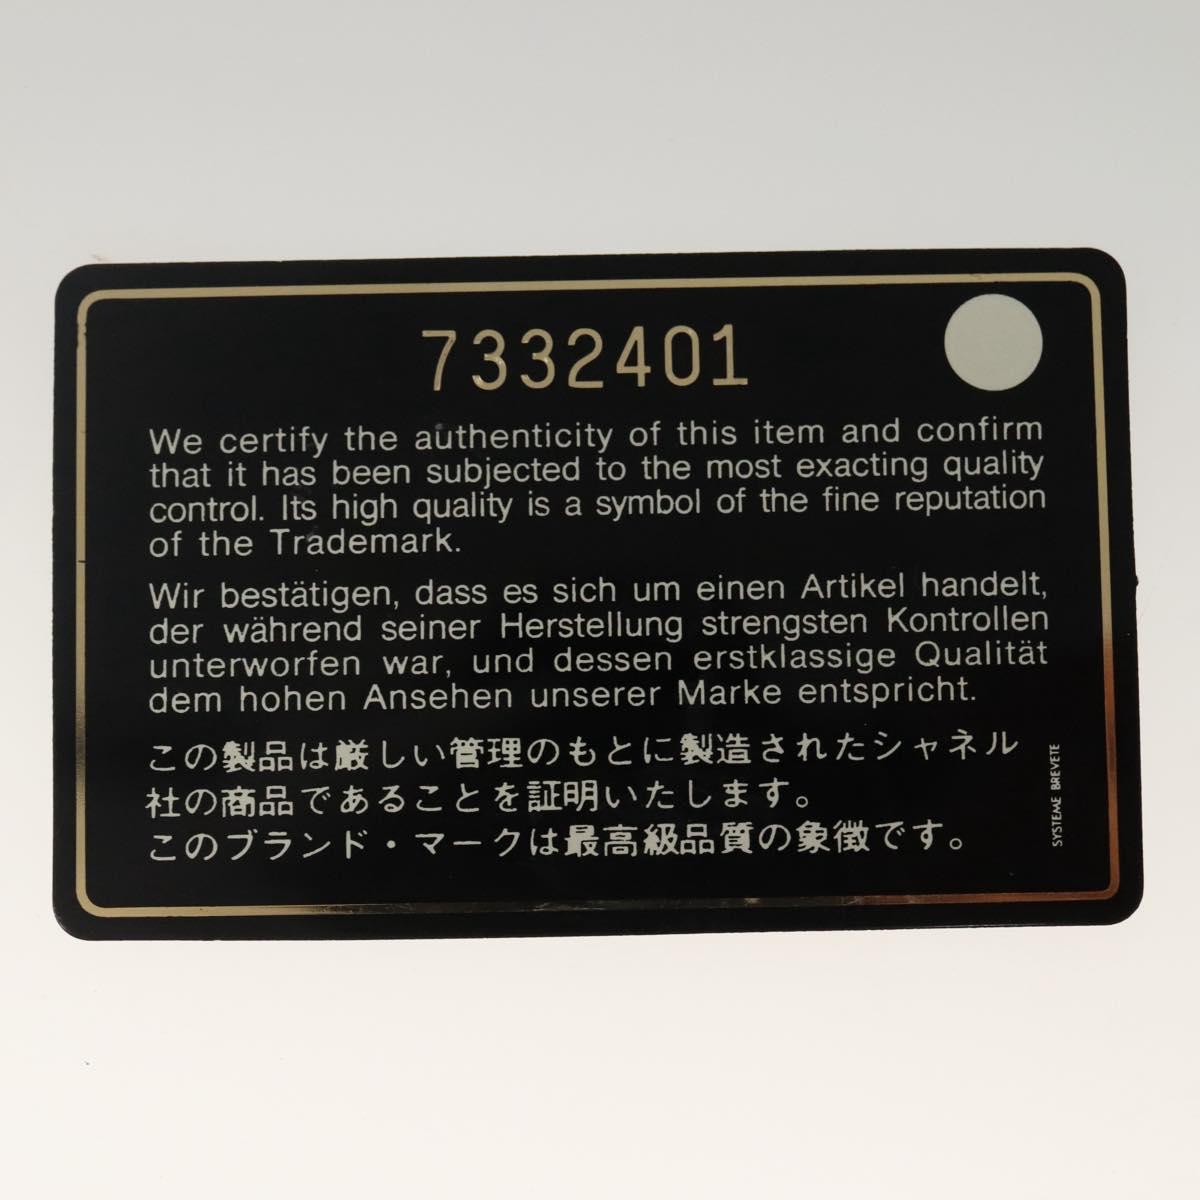 7332401
We certify the authenticity of this item and confirm
that it has been subjected to the most exacting quality
control. Its high quality is a symbol of the fine reputation
of the Trademark.
Wir bestätigen, dass es sich um einen Artikel handelt,
der während seiner Herstellung strengsten Kontrollen
unterworfen war, und dessen erstklassige Qualität
dem hohen Ansehen unserer Marke entspricht.
この製品は厳しい管理のもとに製造されたシャネル
社の商品であることを証明いたします。
このブランド・マークは最高級品質の象徴です。
SYSTEME BREVETE